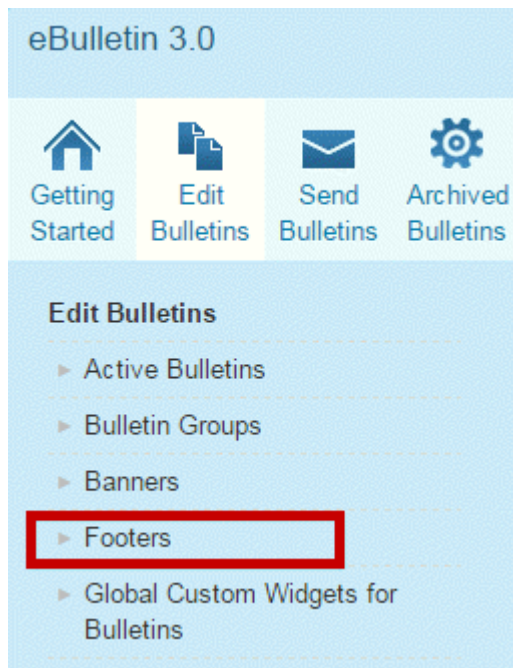 eBulletin 3.0
Getting Started
Edit Bulletins
Send Bulletins
Archived Bulletins
Edit Bulletins
Active Bulletins
Bulletin Groups
Banners
Footers
Global Custom Widgets for
Bulletins